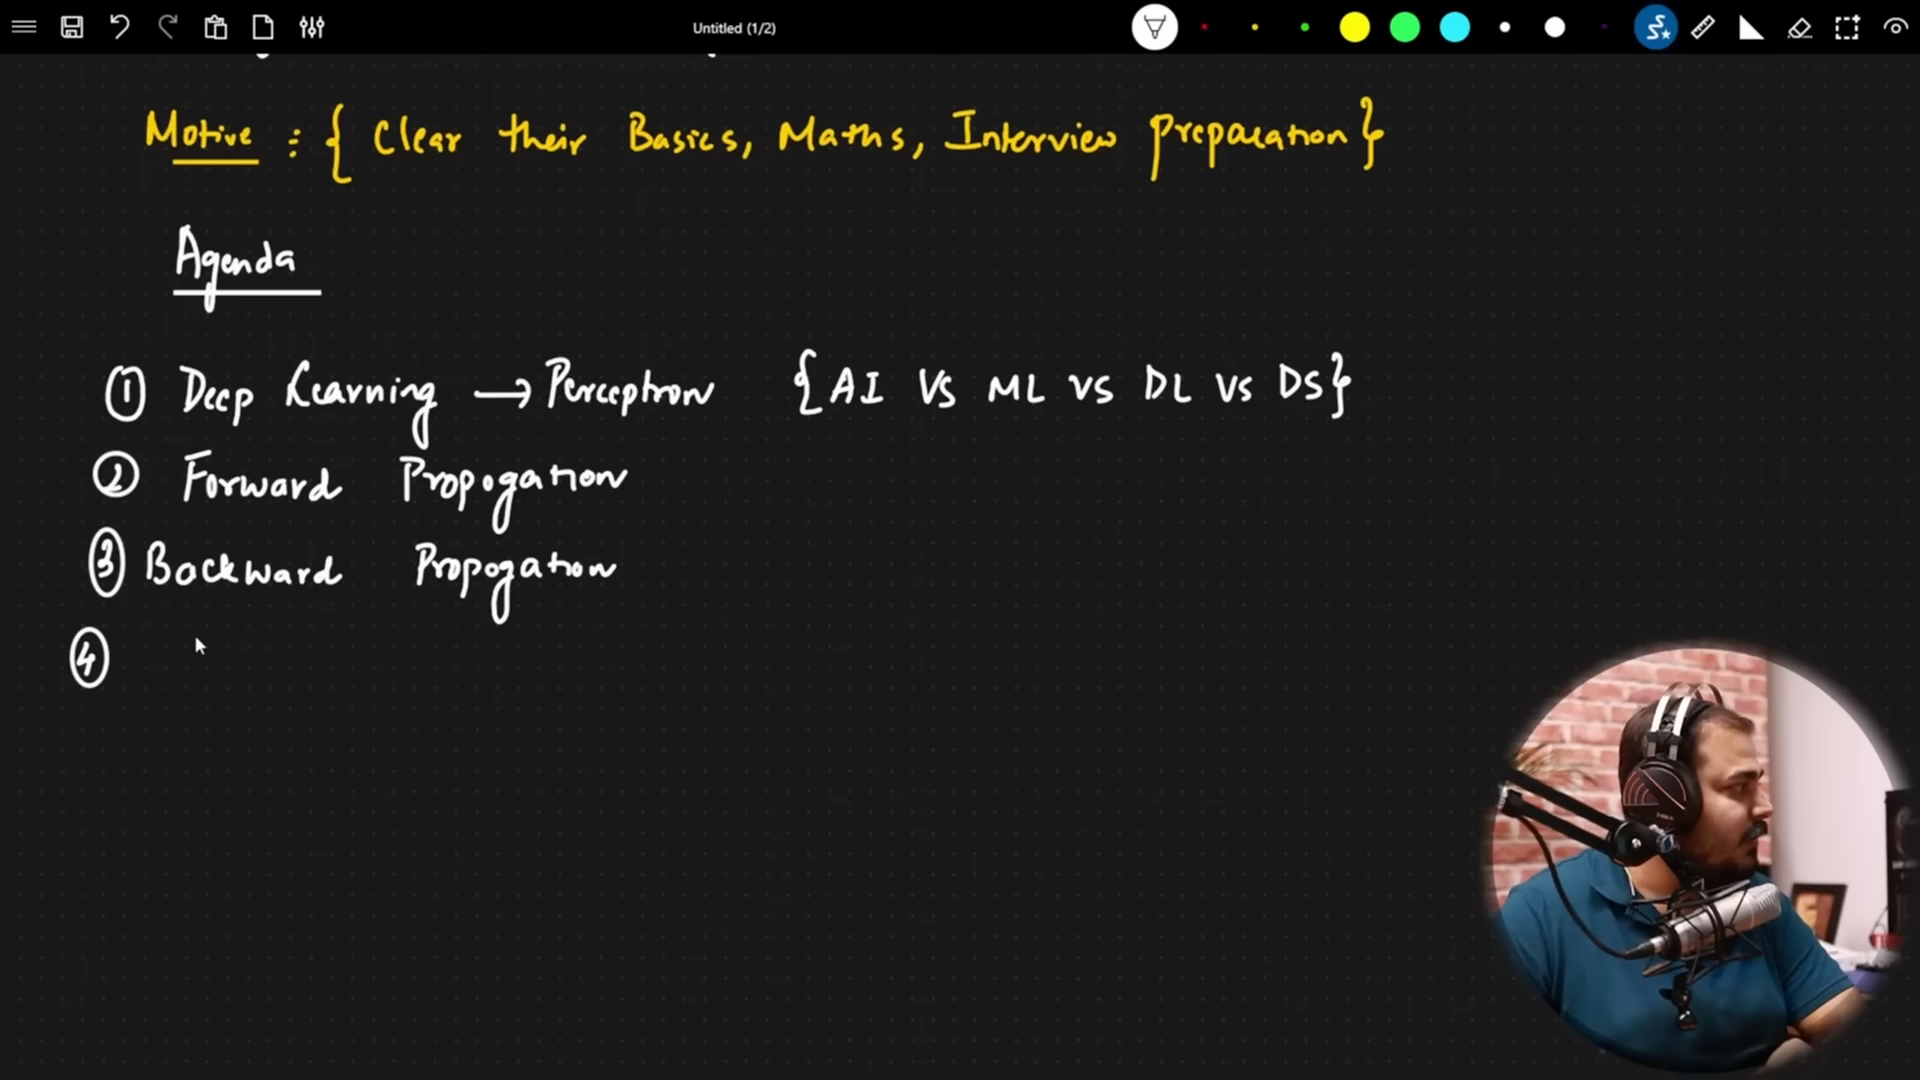 Untitled (1/2)
Motive : { Clear their Basics, Maths, Interview preparation}
Agenda
① Deep Learning → Perceptron {AI Vs ML vs DL Vs DS}
② Forward Propogation
③ Backward Propogation
④